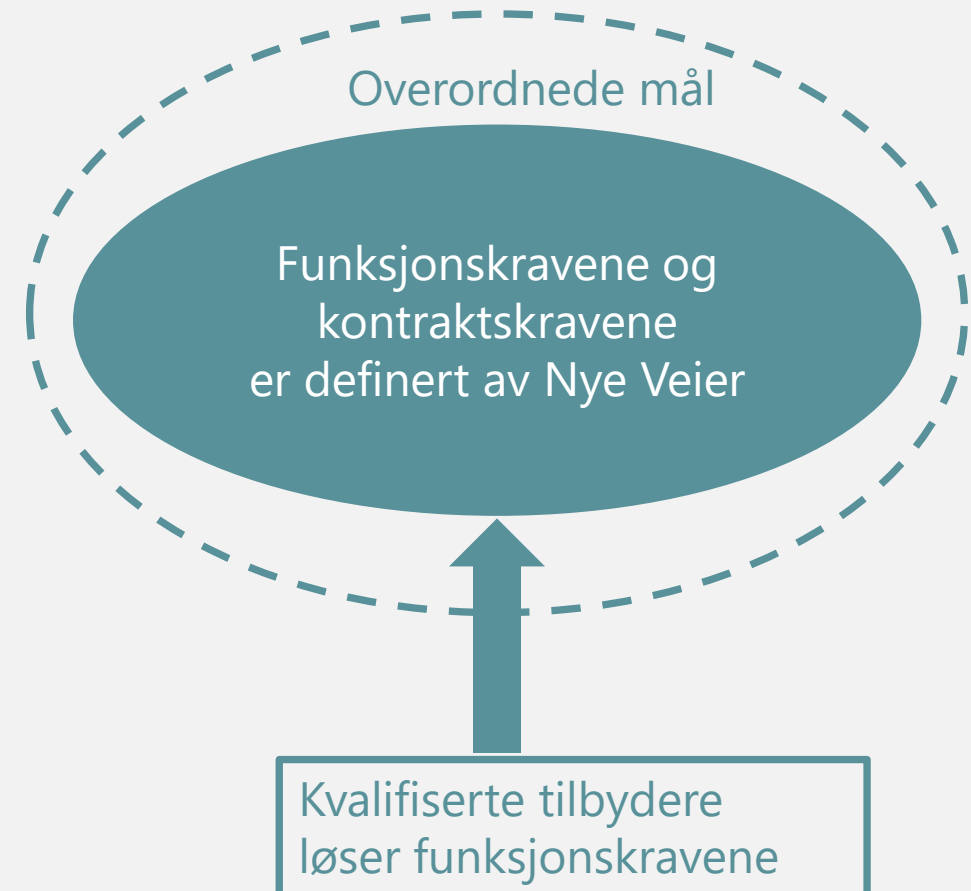 Overordnede mål
Funksjonskravene og
kontraktskravene
er definert av Nye Veier
Kvalifiserte tilbydere
løser funksjonskravene